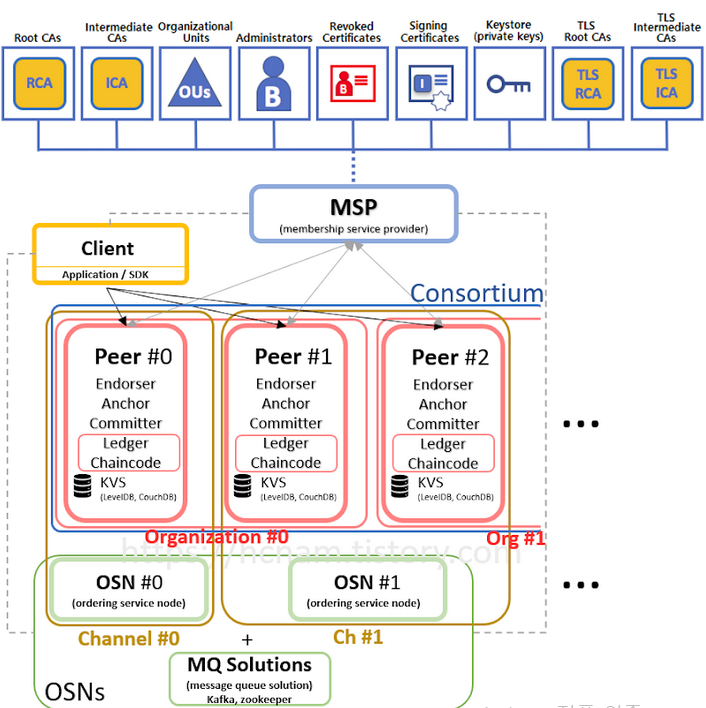 Root CAs
Intermediate
CAs
Organizational
Units
Administrators
Revoked
Certificates
Signing
Certificates
Keystore
(private keys)
TLS
Root CAs
TLS
Intermediate
CAs
RCA
ICA
OUs
B
B
I
TLS
RCA
TLS
ICA
MSP
(membership service provider)
Client
Application / SDK
Consortium
Peer #0
Endorser
Anchor
Committer
Ledger
Chaincode
KVS
(LevelDB, CouchDB)
Peer #1
Endorser
Anchor
Committer
Ledger
Chaincode
KVS
(LevelDB, CouchDB)
Peer #2
Endorser
Anchor
Committer
Ledger
Chaincode
KVS
(LevelDB, CouchDB)
...
Organization #0
Org #1
https://hcnam.tistory.com
OSN #0
(ordering service node)
OSN #1
(ordering service node)
...
Channel #0
+
Ch #1
MQ Solutions
(message queue solution)
Kafka, zookeeper
OSNs